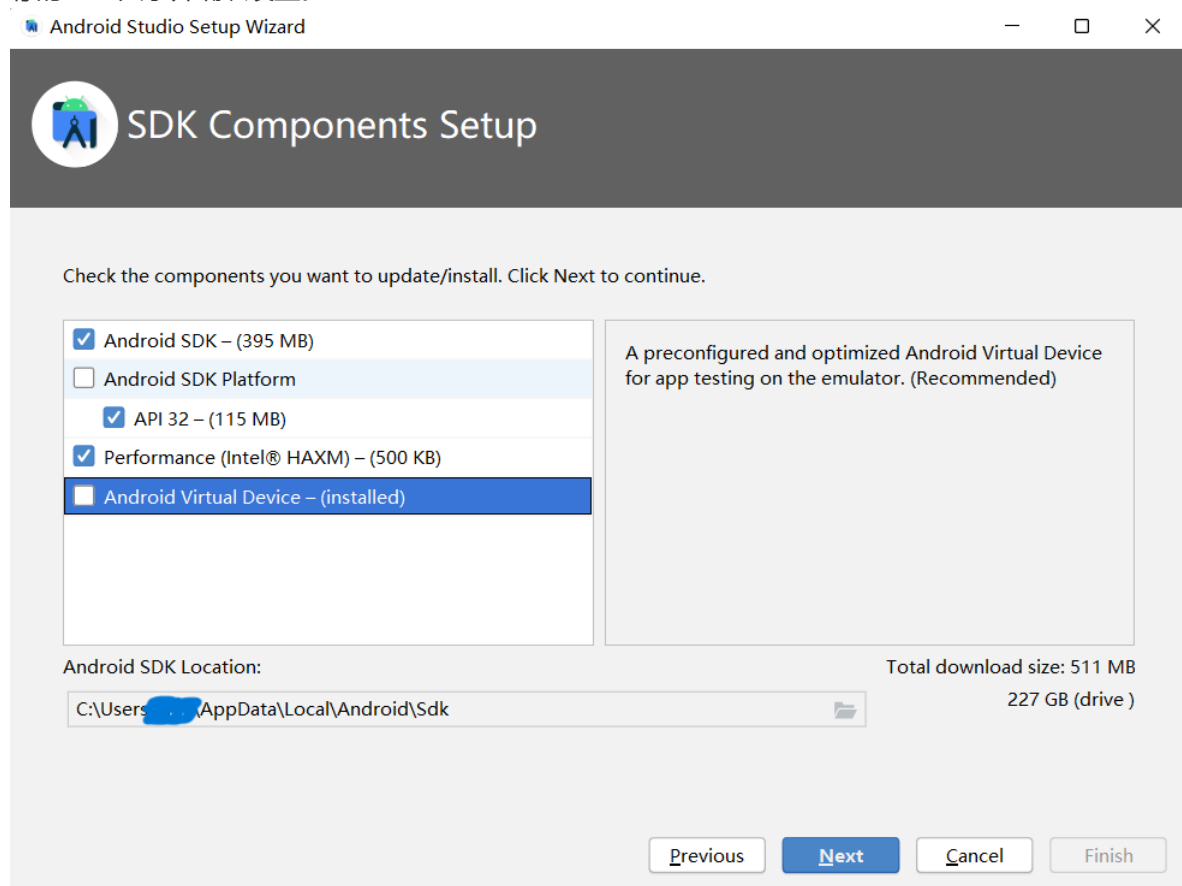 Android Studio Setup Wizard
SDK Components Setup
Check the components you want to update/install. Click Next to continue.
Android SDK – (395 MB)
Android SDK Platform
API 32 – (115 MB)
Performance (Intel® HAXM) – (500 KB)
Android Virtual Device – (installed)
A preconfigured and optimized Android Virtual Device
for app testing on the emulator. (Recommended)
Android SDK Location:
Total download size: 511 MB
C:\Users \AppData\Local\Android\Sdk
227 GB (drive )
Previous
Next
Cancel
Finish